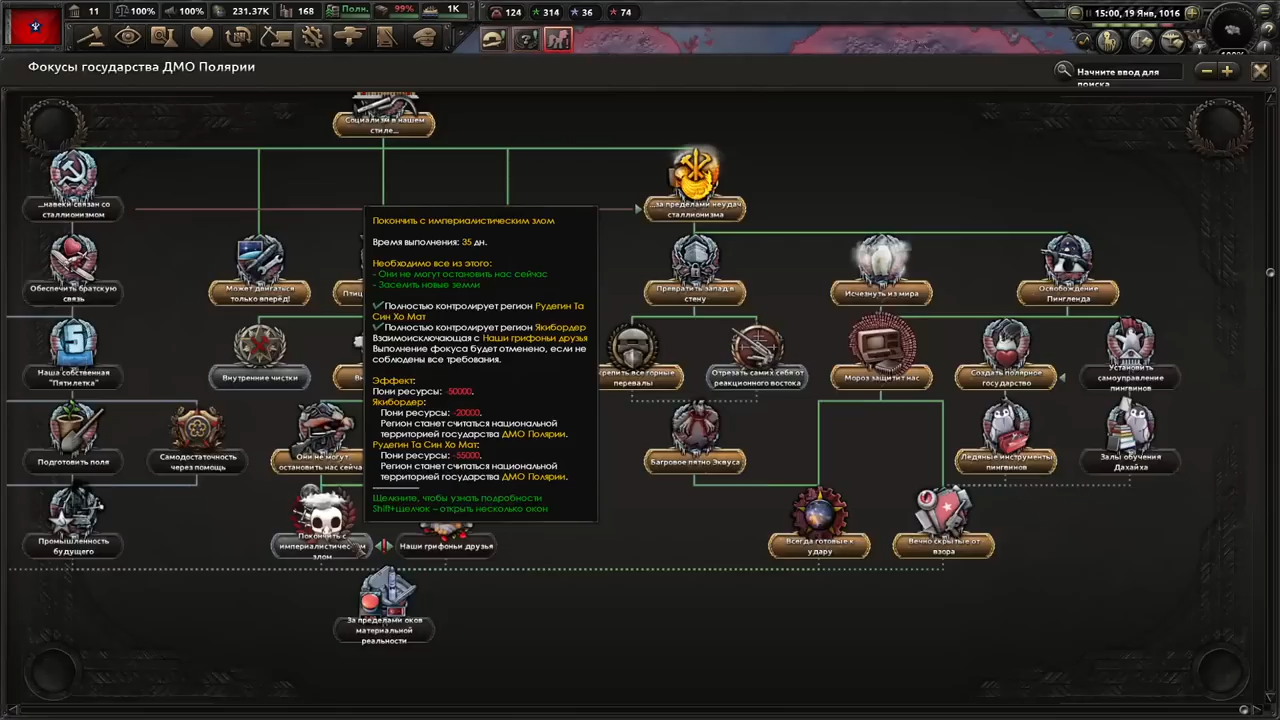 11
100%
100%
231.37K
168
Полн.
99%
1K
124
314
36
74
15:00, 19 Янв, 1016
Фокусы государства ДМО Полярии
Начните ввод для
поиска
Социализм в нашем
стиле...
...навеки связан со
сталлионизмом
...за пределами неудач
сталлионизма
Обеспечить братскую
связь
Может двигаться
только вперёд!
Птиц
Превратить запад в
стену
Исчезнуть из мира
Освобождение
Пингленда
Наша собственная
"Пятилетка"
Внутренние чистки
Вн
крепить все горные
перевалы
Отрезать самих себя от
реакционного востока
Мороз защитит нас
Создать полярное
государство
Установить
самоуправление
пингвинов
Подготовить поля
Самодостаточность
через помощь
Они не могут
остановить нас сейчас
Багровое пятно Эквуса
Ледяные инструменты
пингвинов
Залы обучения
Дахайха
Промышленность
будущего
Покончить с
империалистическим
злом
Наши грифоньи друзья
Всегда готовые к
удару
Вечно скрытые от
взора
За пределами оков
материальной
реальности
Покончить с империалистическим злом
Время выполнения: 35 дн.
Необходимо все из этого:
- Они не могут остановить нас сейчас
- Заселить новые земли
Полностью контролирует регион Рудегин Та
Син Хо Мат
Полностью контролирует регион Якибордер
Взаимоисключающая с Наши грифоньи друзья
Выполнение фокуса будет отменено, если не
соблюдены все требования.
Эффект:
Пони ресурсы: -50000.
Якибордер:
Пони ресурсы: -20000.
Регион станет считаться национальной
территорией государства ДМО Полярии.
Рудегин Та Син Хо Мат:
Пони ресурсы: -55000.
Регион станет считаться национальной
территорией государства ДМО Полярии.
Щелкните, чтобы узнать подробности
Shift+щелчок – открыть несколько окон